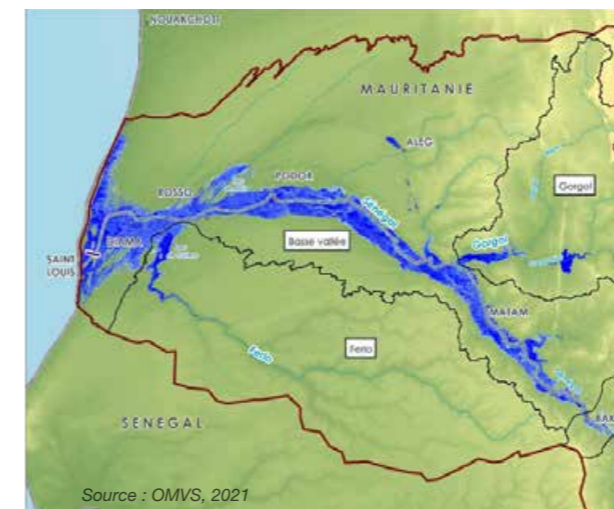 NOUAKCHOTT
MAURITANIE
ALEG
Gorgol
PODOR
ROSSO
Sénégal
Basse vallée
Gorgol
DIAMA
SAINT
LOUIS
MATAM
Ferlo
Ferlo
SENEGAL
Source : OMVS, 2021